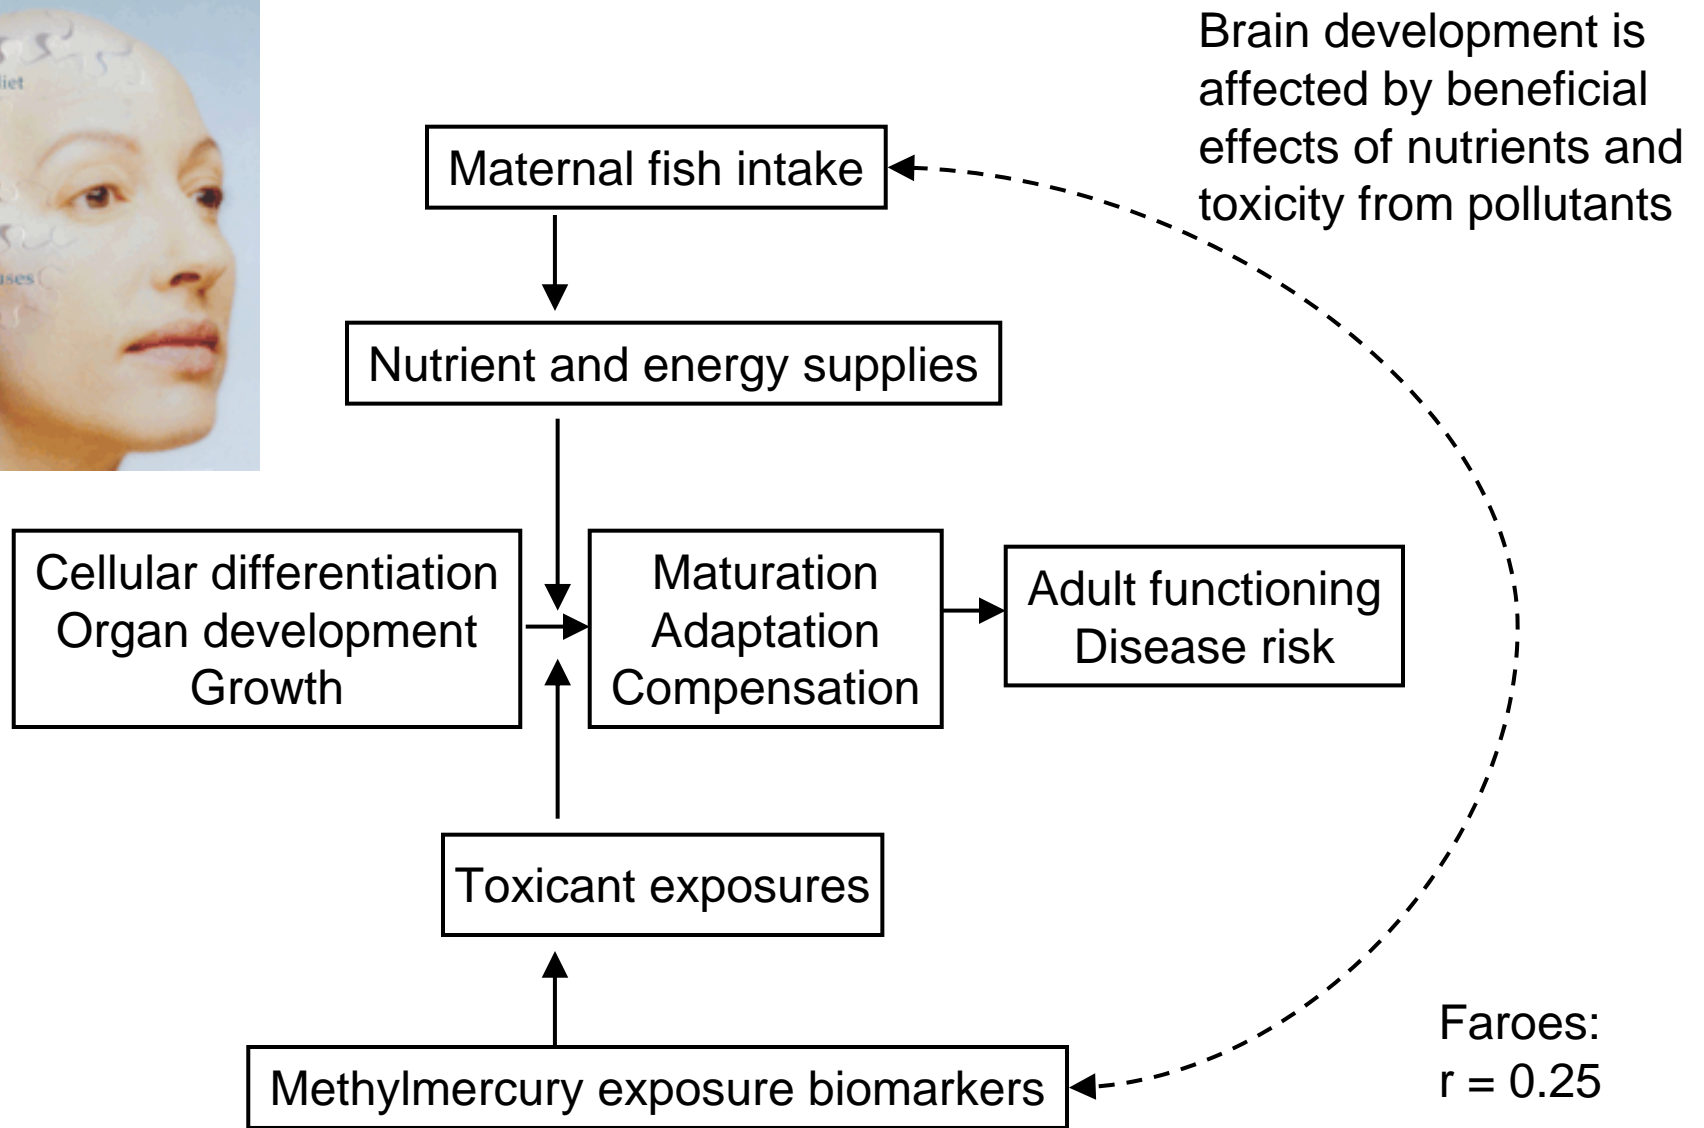 Brain development is
affected by beneficial
effects of nutrients and
toxicity from pollutants
Maternal fish intake
Nutrient and energy supplies
Cellular differentiation
Organ development
Growth
Maturation
Adaptation
Compensation
Adult functioning
Disease risk
Toxicant exposures
Methylmercury exposure biomarkers
Faroes:
r = 0.25